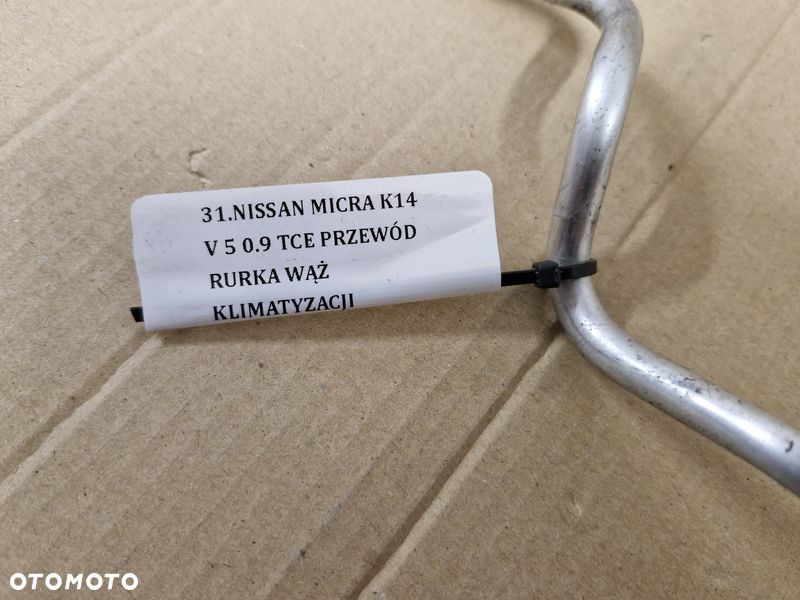 31.NISSAN MICRA K14
V 5 0.9 TCE PRZEWÓD
RURKA WĄŻ
KLIMATYZACJI
OTOMOTO